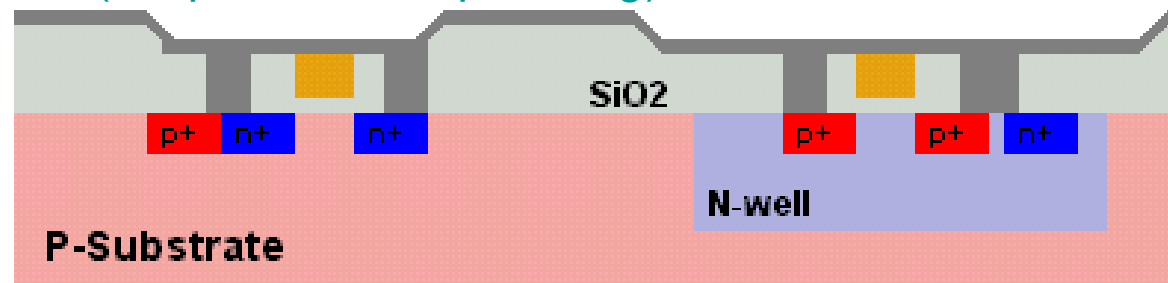 SiO2
p+ n+ n+ p+ p+ n+
N-well
P-Substrate